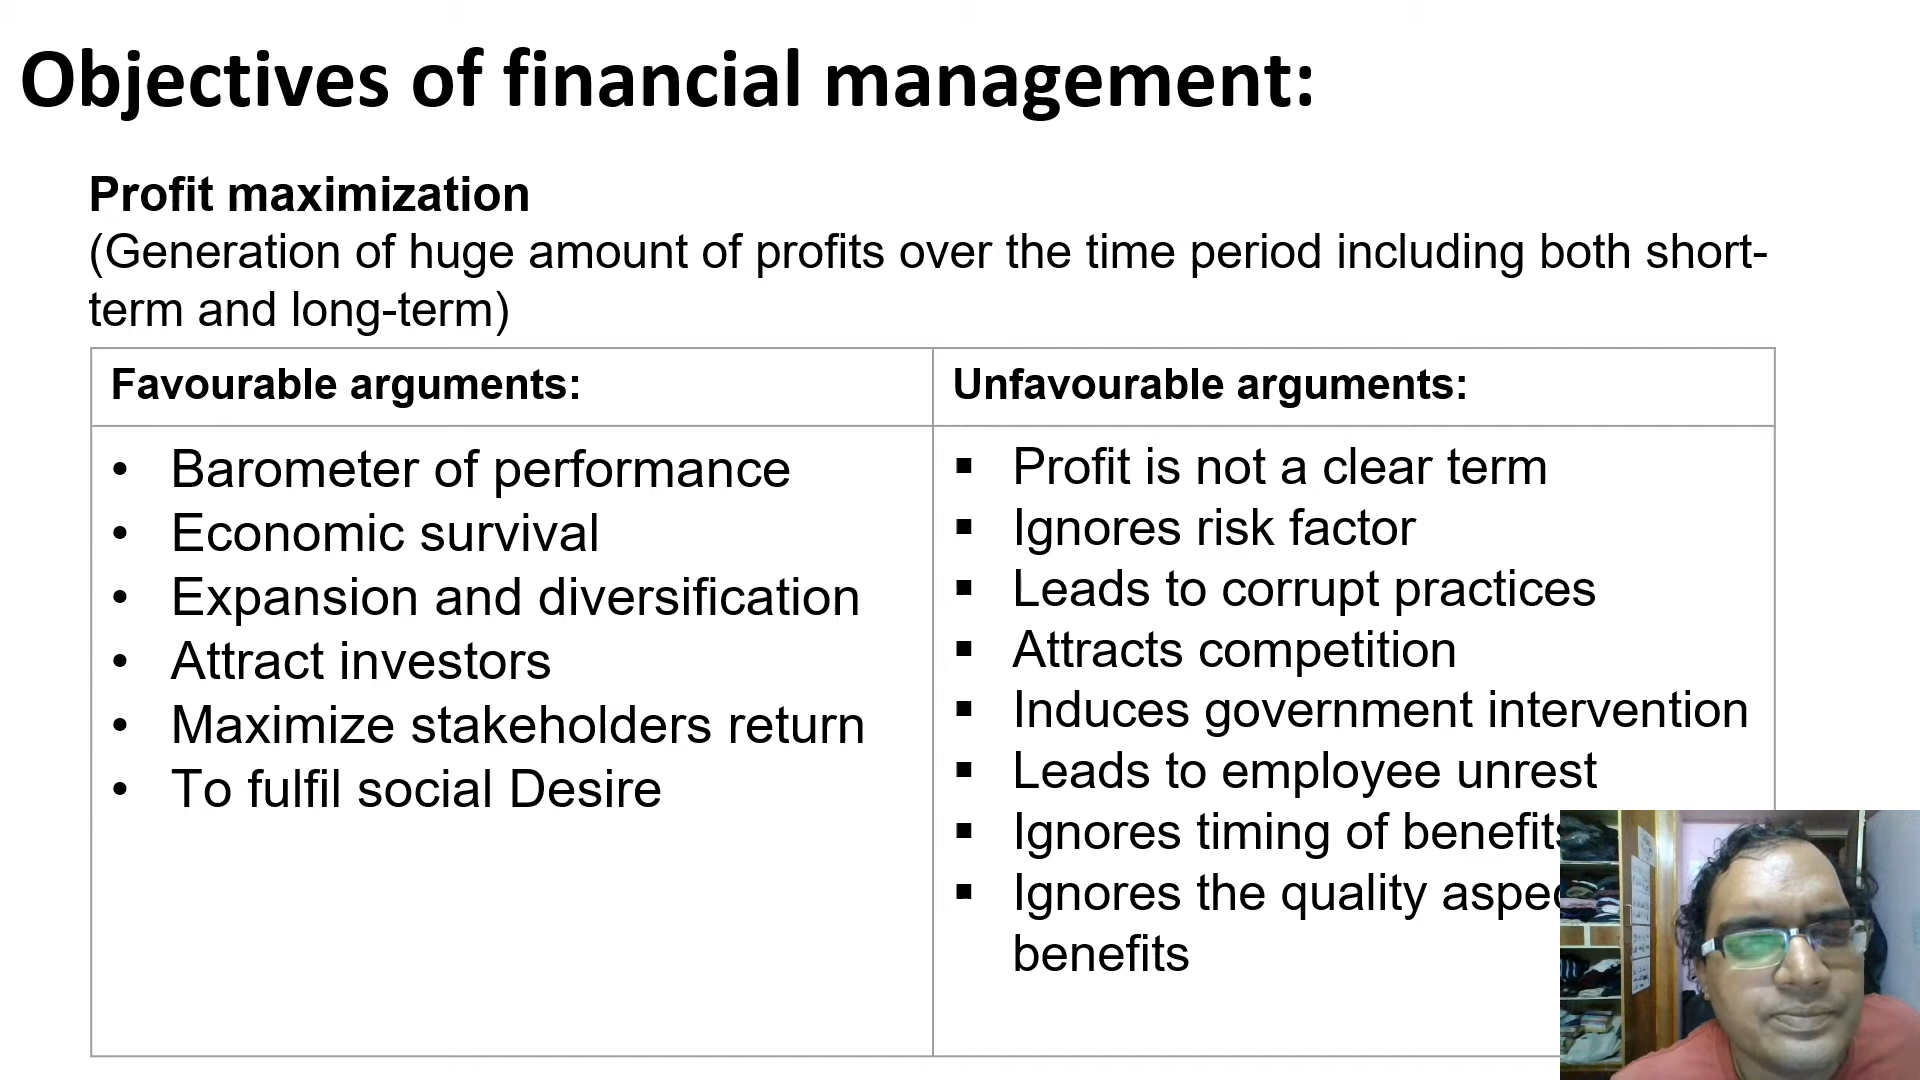 Objectives of financial management:
Profit maximization
(Generation of huge amount of profits over the time period including both short-
term and long-term)
Favourable arguments:
• Barometer of performance
• Economic survival
• Expansion and diversification
• Attract investors
• Maximize stakeholders return
• To fulfil social Desire
Unfavourable arguments:
▪ Profit is not a clear term
▪ Ignores risk factor
▪ Leads to corrupt practices
▪ Attracts competition
▪ Induces government intervention
▪ Leads to employee unrest
▪ Ignores timing of benefits
▪ Ignores the quality
benefits